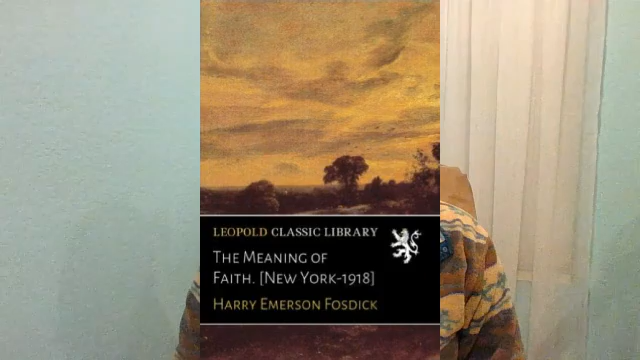 LEOPOLD CLASSIC LIBRARY
THE MEANING OF
FAITH. [NEW YORK-1918]
HARRY EMERSON FOSDICK